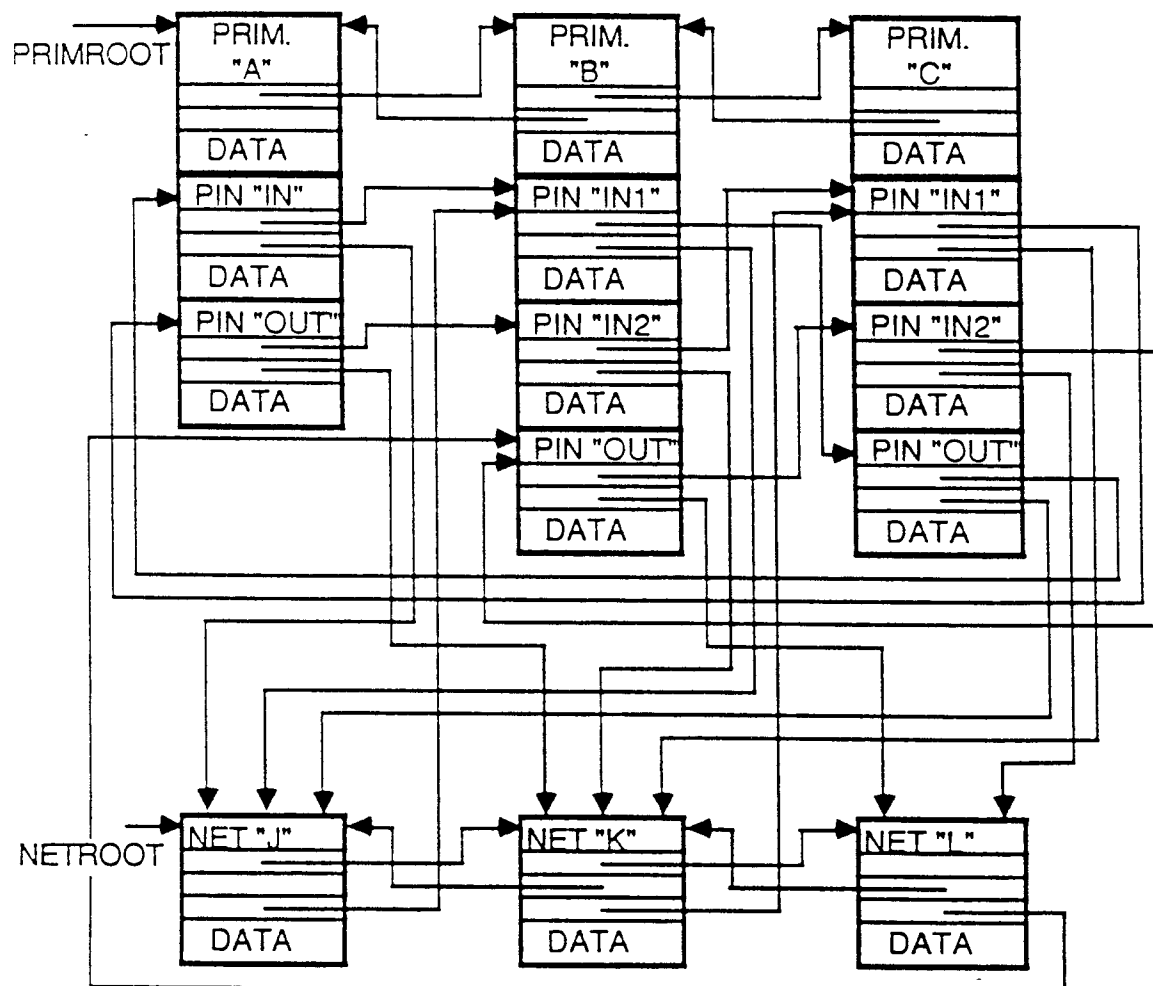 PRIMROOT
PRIM.
"A"
DATA
PIN "IN"
DATA
PIN "OUT"
DATA
PRIM.
"B"
DATA
PIN "IN1"
DATA
PIN "IN2"
DATA
PIN "OUT"
DATA
PRIM.
"C"
DATA
PIN "IN1"
DATA
PIN "IN2"
DATA
PIN "OUT"
DATA
NETROOT
NET "J"
DATA
NET "K"
DATA
NET "L"
DATA